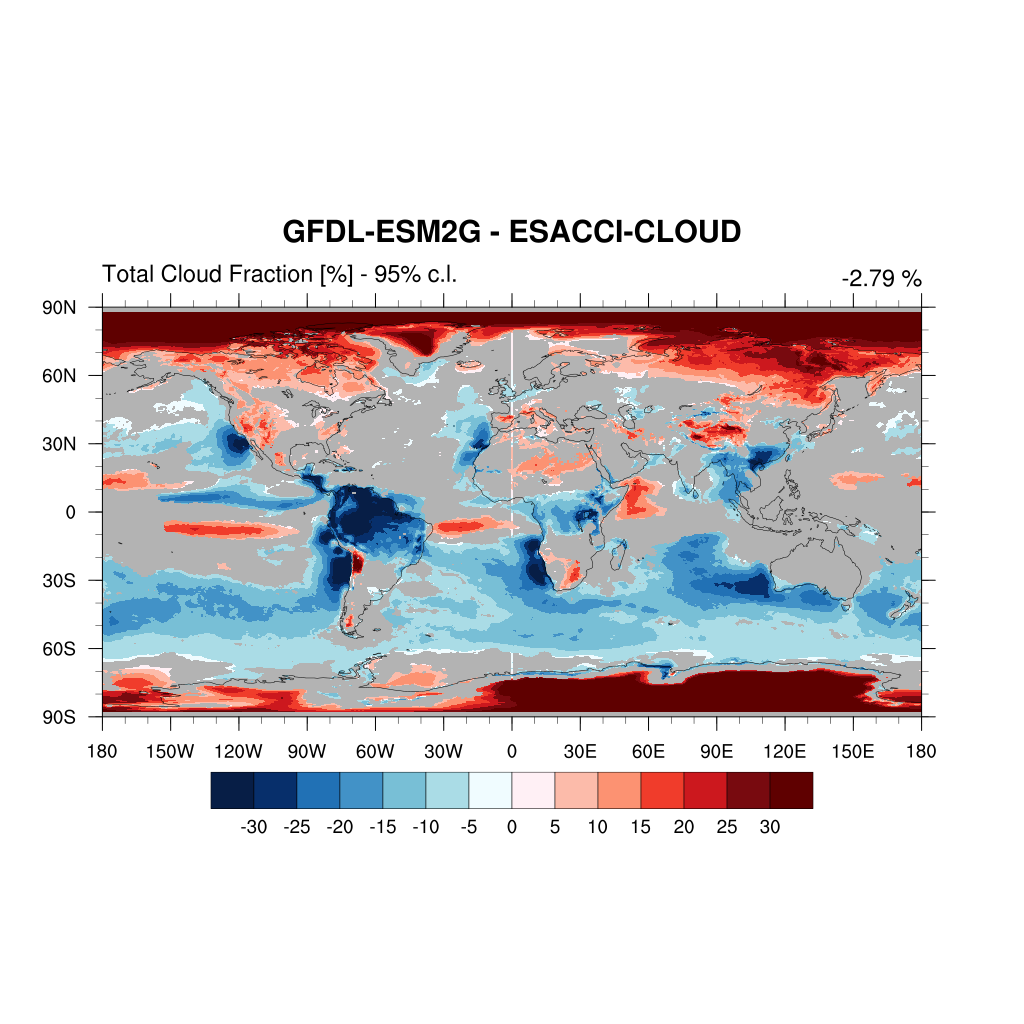 GFDL-ESM2G - ESACCI-CLOUD
Total Cloud Fraction [%] - 95% c.l.
-2.79 %
90N
60N
30N
0
30S
60S
90S
180 150W 120W 90W 60W 30W 0 30E 60E 90E 120E 150E 180
-30 -25 -20 -15 -10 -5 0 5 10 15 20 25 30